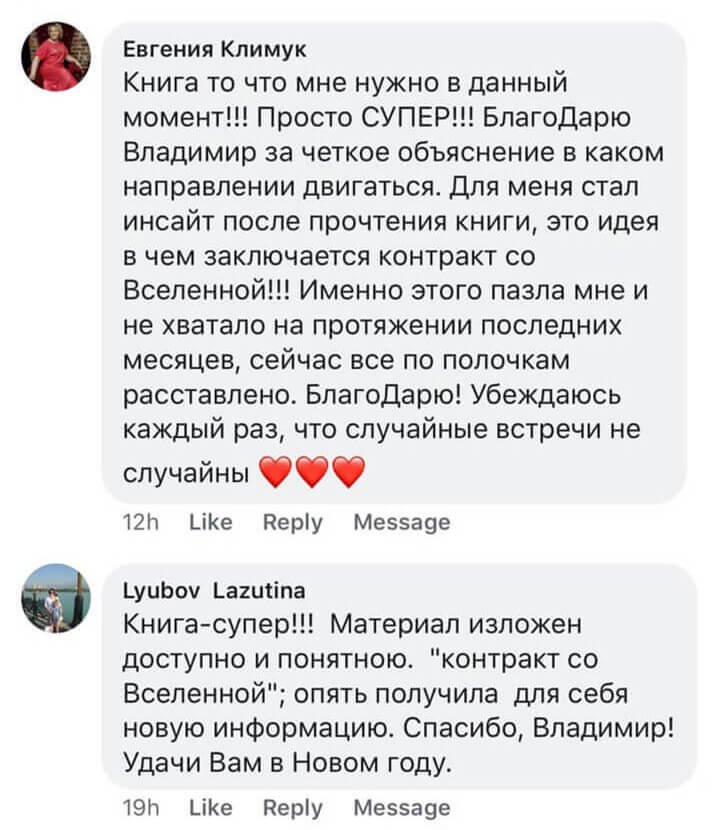 Евгения Климук
Книга то что мне нужно в данный
момент!!! Просто СУПЕР!!! БлагоДарю
Владимир за четкое объяснение в каком
направлении двигаться. Для меня стал
инсайт после прочтения книги, это идея
в чем заключается контракт со
Вселенной!!! Именно этого пазла мне и
не хватало на протяжении последних
месяцев, сейчас все по полочкам
расставлено. БлагоДарю! Убеждаюсь
каждый раз, что случайные встречи не
случайны ❤️❤️❤️
12h Like Reply Message
Lyubov Lazutina
Книга-супер!!! Материал изложен
доступно и понятною. "контракт со
Вселенной"; опять получила для себя
новую информацию. Спасибо, Владимир!
Удачи Вам в Новом году.
19h Like Reply Message